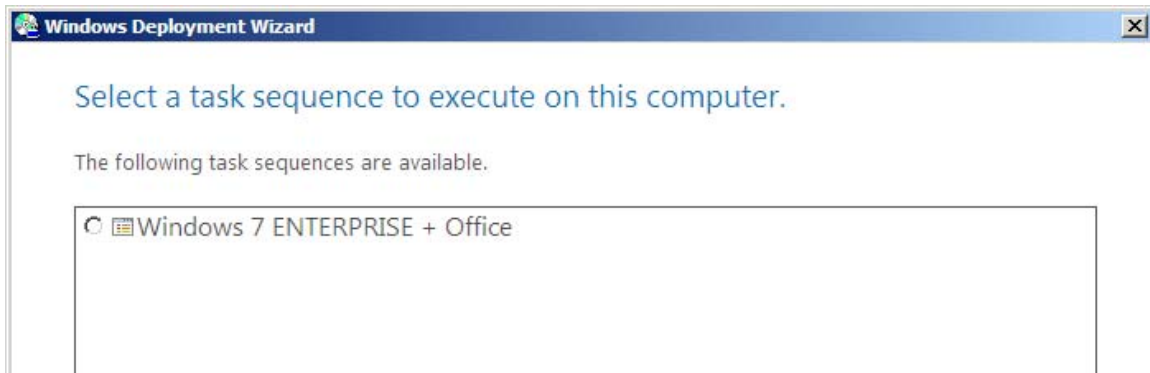 Windows Deployment Wizard
Select a task sequence to execute on this computer.
The following task sequences are available.
Windows 7 ENTERPRISE + Office